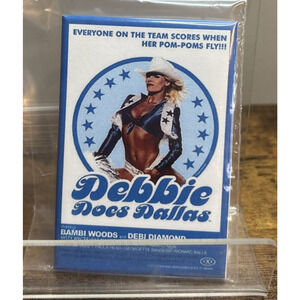 EVERYONE ON THE TEAM SCORES WHEN
HER POM-POMS FLY!!!
Debbie
Does Dallas
BAMBI WOODS DEBI DIAMOND